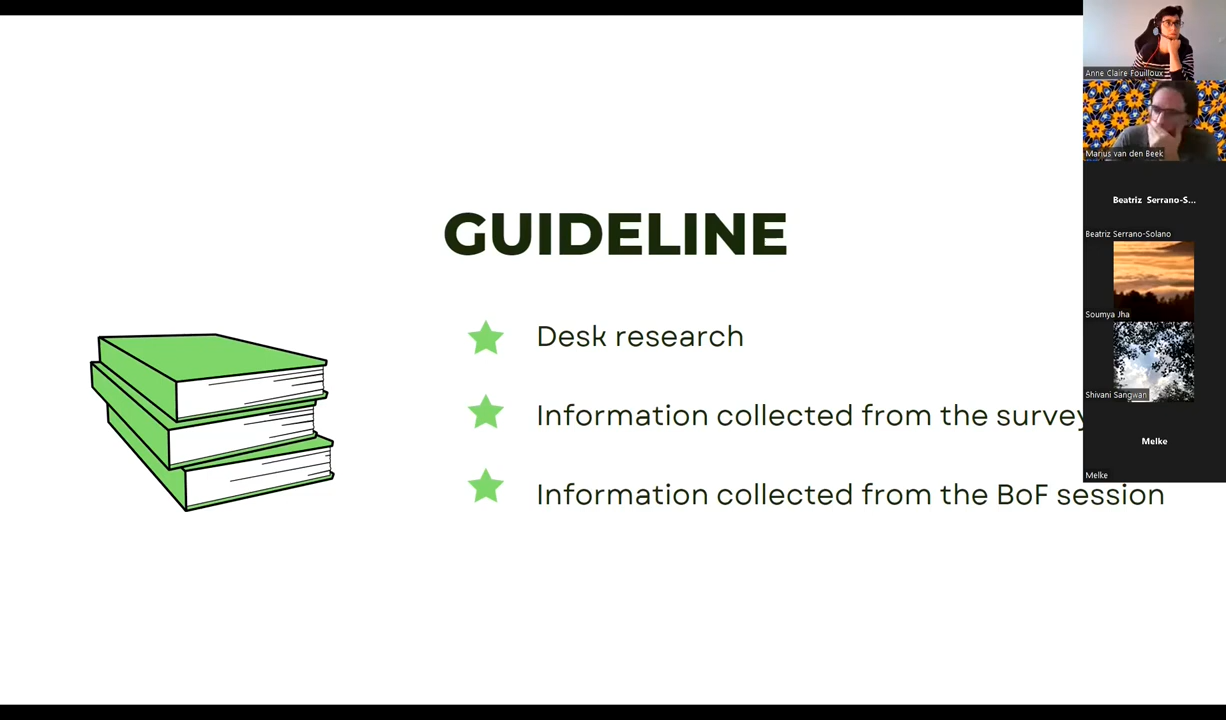 GUIDELINE
Desk research
Information collected from the survey
Information collected from the BoF session
Anne Claire Fouilloux
Marius van den Beek
Beatriz Serrano-S...
Beatriz Serrano-Solano
Soumya Jha
Shivani Sangwan
Melke
Melke